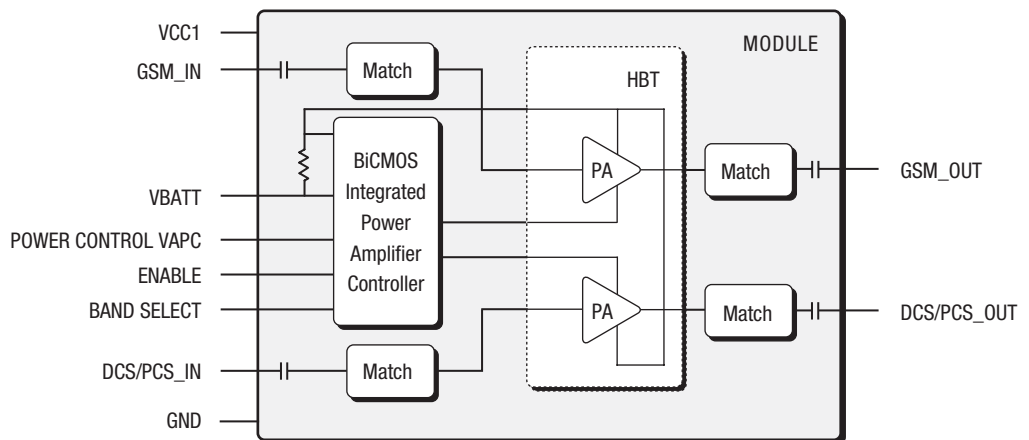 VCC1
MODULE
GSM_IN
Match
HBT
BiCMOS
Integrated
Power
Amplifier
Controller
PA
Match
GSM_OUT
VBATT
POWER CONTROL VAPC
ENABLE
BAND SELECT
PA
Match
DCS/PCS_OUT
DCS/PCS_IN
Match
GND